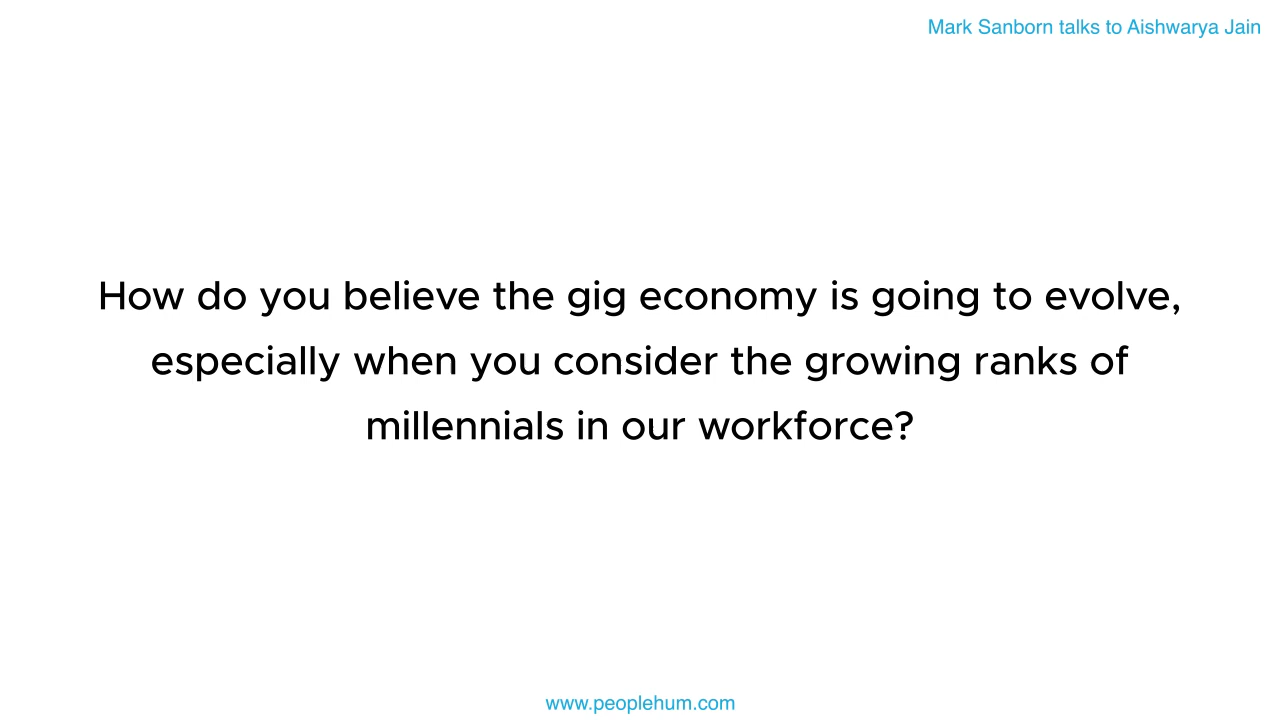 Mark Sanborn talks to Aishwarya Jain
How do you believe the gig economy is going to evolve,
especially when you consider the growing ranks of
millennials in our workforce?
www.peoplehum.com